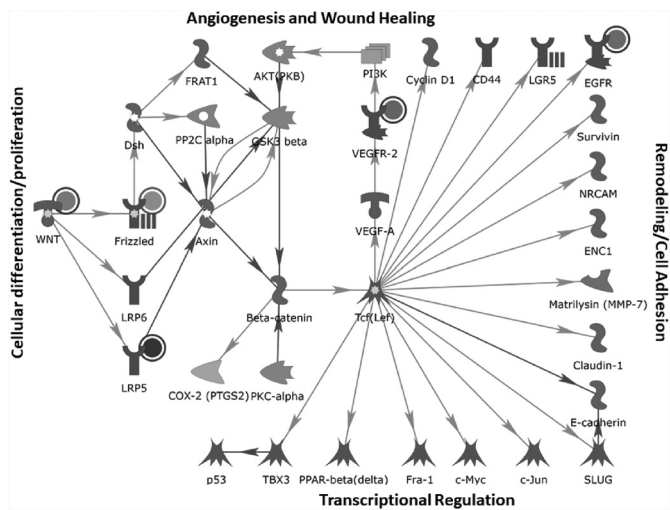 Angiogenesis and Wound Healing
Cellular differentiation/proliferation
Remodeling/Cell Adhesion
FRAT1
AKT(PKB)
PI3K
Cyclin D1
CD44
LGR5
EGFR
Dsh
PP2C alpha
GSK3 beta
VEGFR-2
Survivin
NRCAM
WNT
Frizzled
Axin
VEGF-A
ENC1
LRP6
Beta-catenin
Tcf(Lef)
Matrilysin (MMP-7)
Claudin-1
LRP5
COX-2 (PTGS2)
PKC-alpha
E-cadherin
p53
TBX3
PPAR-beta(delta)
Fra-1
c-Myc
c-Jun
SLUG
Transcriptional Regulation